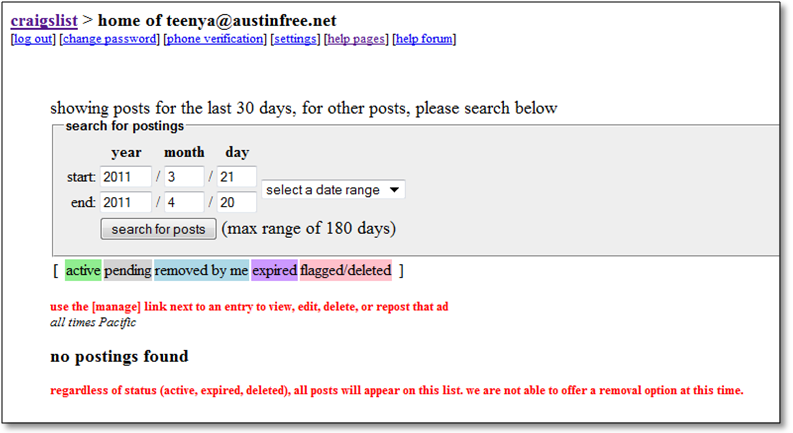 craigslist > home of teenya@austinfree.net
[log out] [change password] [phone verification] [settings] [help pages] [help forum]
showing posts for the last 30 days, for other posts, please search below
search for postings
year month day
start: 2011 / 3 / 21
select a date range
end: 2011 / 4 / 20
search for posts (max range of 180 days)
[ active pending removed by me expired flagged/deleted ]
use the [manage] link next to an entry to view, edit, delete, or repost that ad
all times Pacific
no postings found
regardless of status (active, expired, deleted), all posts will appear on this list. we are not able to offer a removal option at this time.